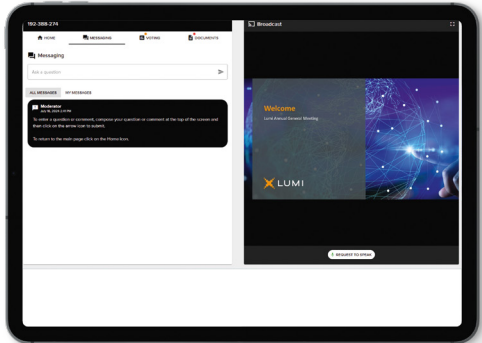 192-388-274
HOME
MESSAGING
VOTING
DOCUMENTS
Messaging
Ask a question
ALL MESSAGES
MY MESSAGES
Moderator
To enter a question or comment, compose your question or comment at the top of the screen and
then click on the arrow icon to submit.
To return to the main page click on the Home Icon.
Broadcast
Welcome
Lumi Annual General Meeting
LUMI
REQUEST TO SPEAK